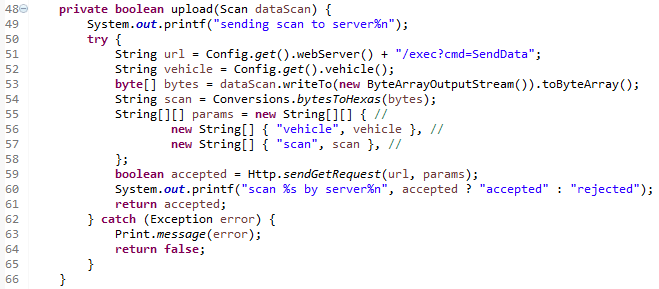 48 private boolean upload(Scan dataScan) {
49 System.out.printf("sending scan to server%n");
50 try {
51 String url = Config.get().webServer() + "/exec?cmd=SendData";
52 String vehicle = Config.get().vehicle();
53 byte[] bytes = dataScan.writeTo(new ByteArrayOutputStream()).toByteArray();
54 String scan = Conversions.bytesToHexas(bytes);
55 String[][] params = new String[][] { //
56 new String[] { "vehicle", vehicle }, //
57 new String[] { "scan", scan }, //
58 };
59 boolean accepted = Http.sendGetRequest(url, params);
60 System.out.printf("scan %s by server%n", accepted ? "accepted" : "rejected");
61 return accepted;
62 } catch (Exception error) {
63 Print.message(error);
64 return false;
65 }
66 }